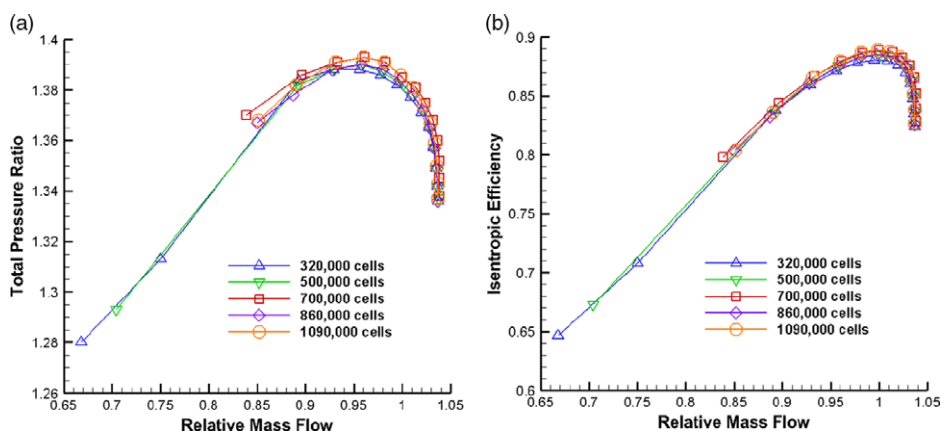 (a)
1.4
1.38
1.36
1.34
1.32
1.3
1.28
1.26
Total Pressure Ratio
320,000 cells
500,000 cells
700,000 cells
860,000 cells
1090,000 cells
0.65 0.7 0.75 0.8 0.85 0.9 0.95 1 1.05
Relative Mass Flow
(b)
0.9
0.85
0.8
0.75
0.7
0.65
0.6
Isentropic Efficiency
320,000 cells
500,000 cells
700,000 cells
860,000 cells
1090,000 cells
0.65 0.7 0.75 0.8 0.85 0.9 0.95 1 1.05
Relative Mass Flow